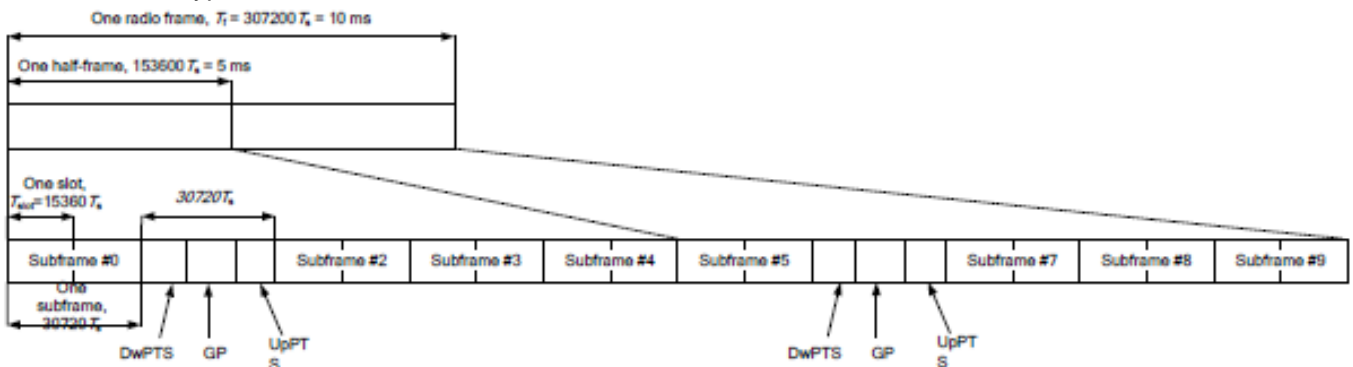 One radio frame, Tf = 307200 Ts = 10 ms
One half-frame, 153600 Ts = 5 ms
One slot,
Tslot=15360 Ts
30720Ts
Subframe #0
Subframe #2
Subframe #3
Subframe #4
Subframe #5
Subframe #7
Subframe #8
Subframe #9
One
subframe,
30720 Ts
DwPTS
GP
UpPT
S
DwPTS
GP
UpPT
S